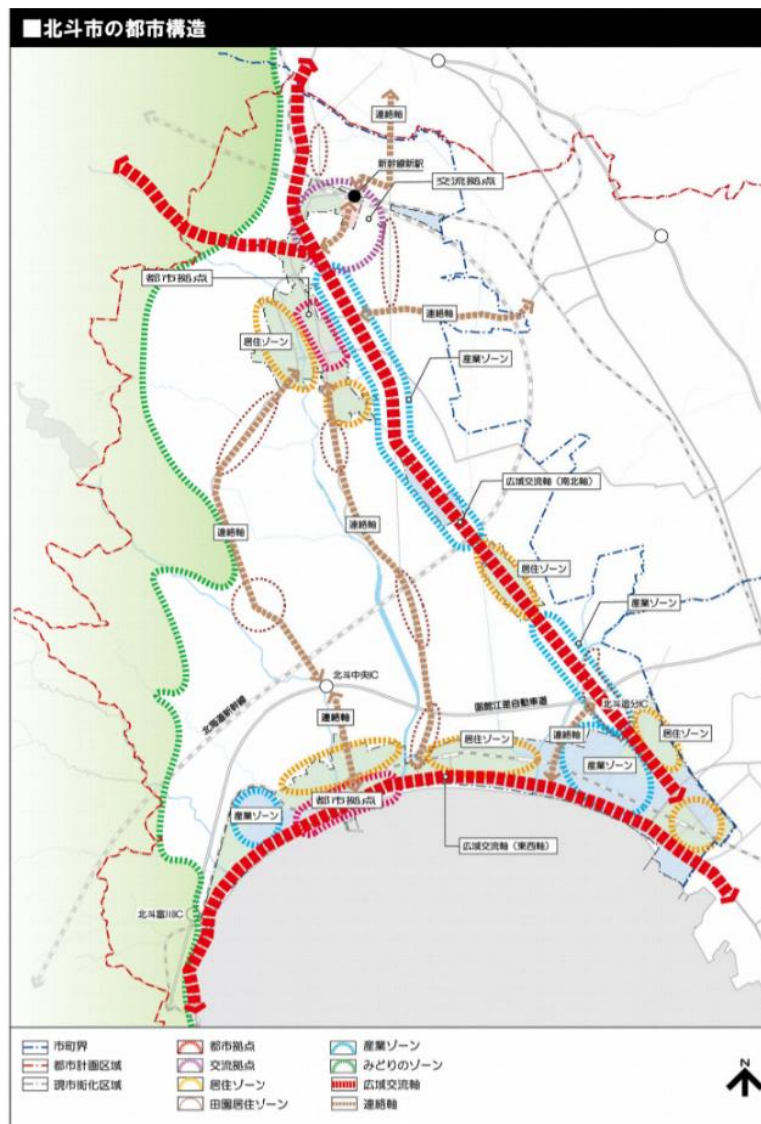 ■北斗市の都市構造
連絡軸
新幹線新駅
交流拠点
都市拠点
連絡軸
居住ゾーン
産業ゾーン
広域交流軸（南北軸）
連絡軸
連絡軸
居住ゾーン
産業ゾーン
北斗中央IC
北海道新幹線
函館江差自動車道
北斗追分IC
連絡軸
居住ゾーン
連絡軸
居住ゾーン
産業ゾーン
都市拠点
産業ゾーン
広域交流軸（東西軸）
北斗富川IC
市町界
都市計画区域
現市街化区域
都市拠点
交流拠点
居住ゾーン
田園居住ゾーン
産業ゾーン
みどりのゾーン
広域交流軸
連絡軸
N